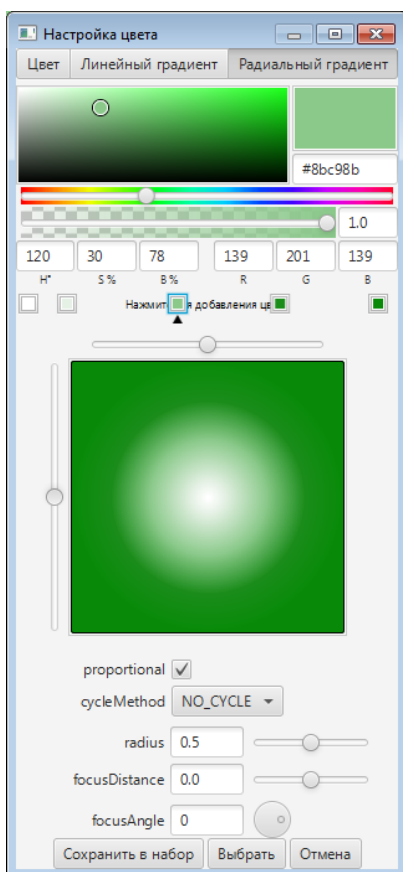 Настройка цвета
Цвет Линейный градиент Радиальный градиент
#8bc98b
1.0
120 30 78 139 201 139
H° S % B % R G B
Нажмит я добавления цв
proportional
cycleMethod NO_CYCLE
radius 0.5
focusDistance 0.0
focusAngle 0
Сохранить в набор Выбрать Отмена